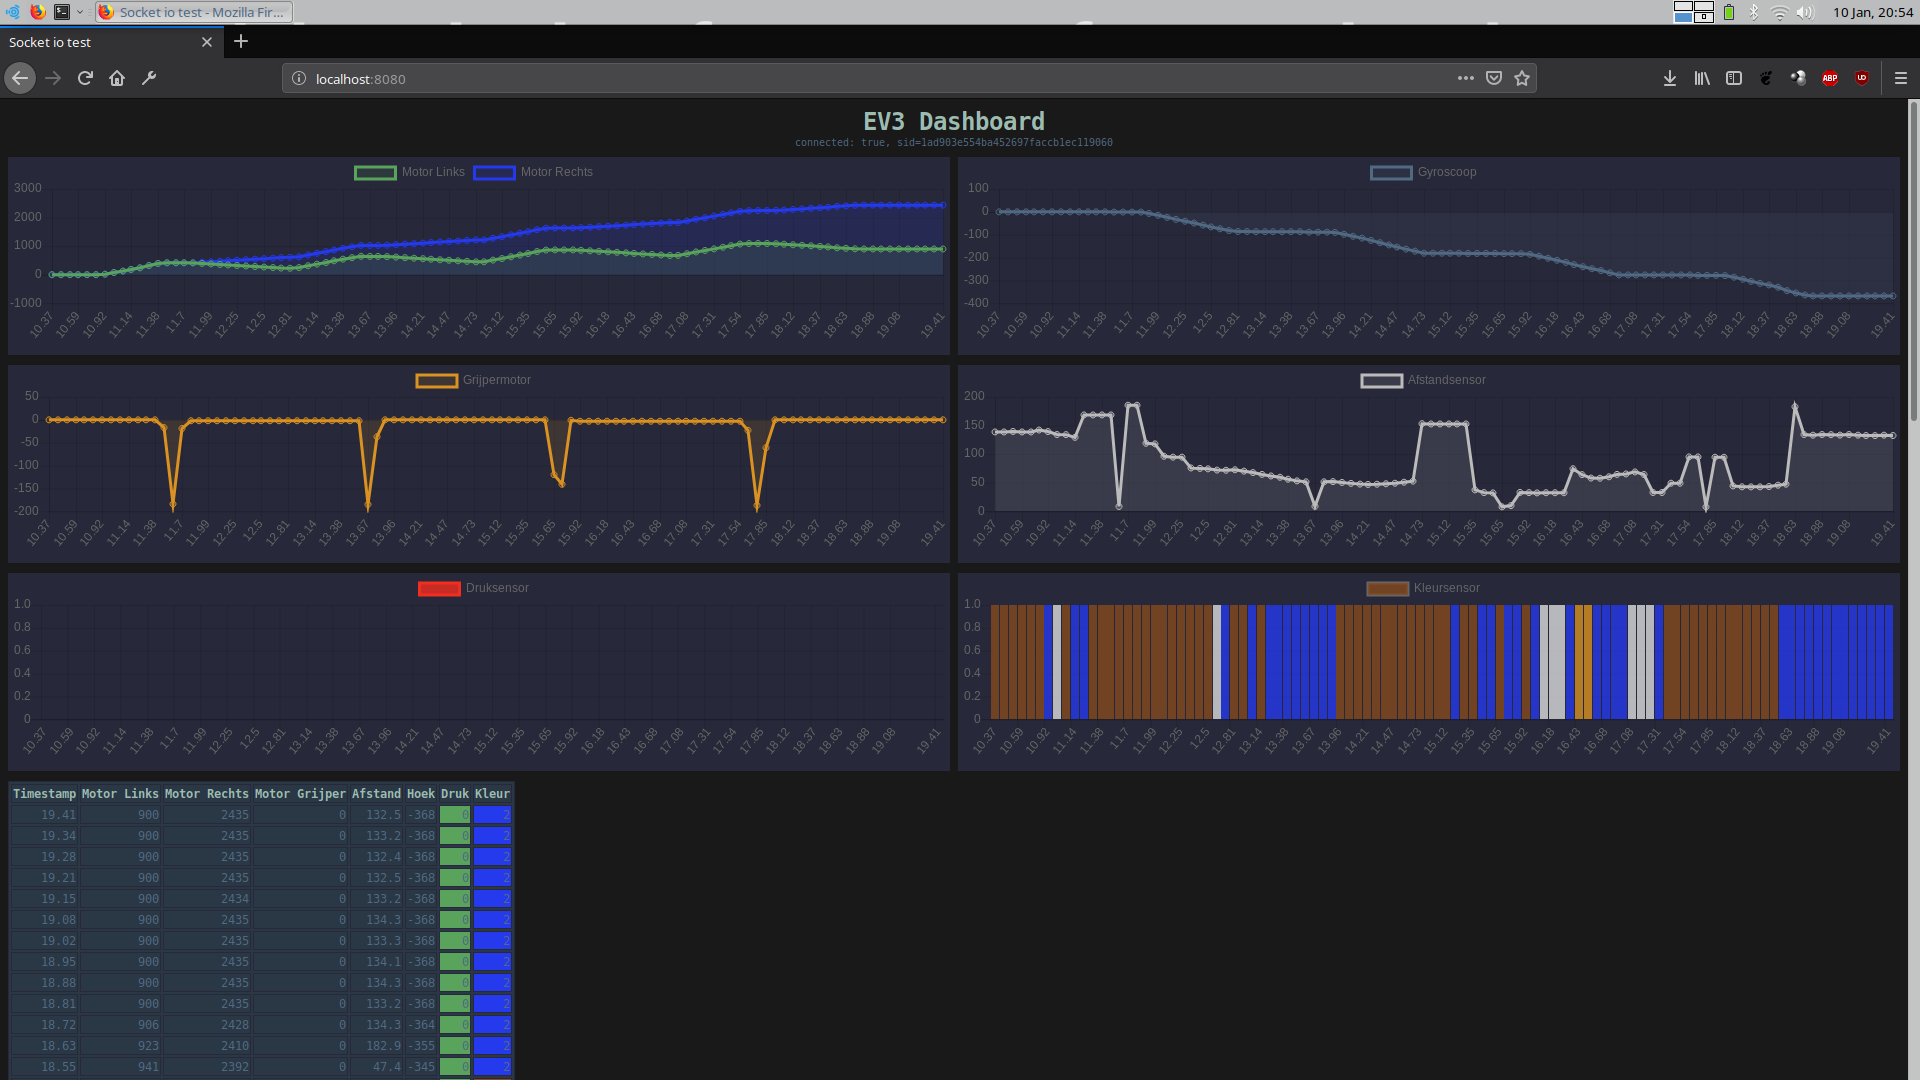 Socket io test - Mozilla Fir...
10 Jan, 20:54
Socket io test
localhost:8080
ABP
EV3 Dashboard
connected: true, sid=1ad903e554ba452697faccb1ec119060
Motor Links Motor Rechts
3000
2000
1000
0
-1000
10.37 10.59 10.92 11.14 11.38 11.7 11.99 12.25 12.5 12.81 13.14 13.38 13.67 13.96 14.21 14.47 14.73 15.12 15.35 15.65 15.92 16.18 16.43 16.68 17.08 17.31 17.54 17.85 18.12 18.37 18.63 18.88 19.08 19.41
Gyroscoop
100
0
-100
-200
-300
-400
10.37 10.59 10.92 11.14 11.38 11.7 11.99 12.25 12.5 12.81 13.14 13.38 13.67 13.96 14.21 14.47 14.73 15.12 15.35 15.65 15.92 16.18 16.43 16.68 17.08 17.31 17.54 17.85 18.12 18.37 18.63 18.88 19.08 19.41
Grijpermotor
50
0
-50
-100
-150
-200
10.37 10.59 10.92 11.14 11.38 11.7 11.99 12.25 12.5 12.81 13.14 13.38 13.67 13.96 14.21 14.47 14.73 15.12 15.35 15.65 15.92 16.18 16.43 16.68 17.08 17.31 17.54 17.85 18.12 18.37 18.63 18.88 19.08 19.41
Afstandsensor
200
150
100
50
0
10.37 10.59 10.92 11.14 11.38 11.7 11.99 12.25 12.5 12.81 13.14 13.38 13.67 13.96 14.21 14.47 14.73 15.12 15.35 15.65 15.92 16.18 16.43 16.68 17.08 17.31 17.54 17.85 18.12 18.37 18.63 18.88 19.08 19.41
Druksensor
1.0
0.8
0.6
0.4
0.2
0
10.37 10.59 10.92 11.14 11.38 11.7 11.99 12.25 12.5 12.81 13.14 13.38 13.67 13.96 14.21 14.47 14.73 15.12 15.35 15.65 15.92 16.18 16.43 16.68 17.08 17.31 17.54 17.85 18.12 18.37 18.63 18.88 19.08 19.41
Kleursensor
1.0
0.8
0.6
0.4
0.2
0
10.37 10.59 10.92 11.14 11.38 11.7 11.99 12.25 12.5 12.81 13.14 13.38 13.67 13.96 14.21 14.47 14.73 15.12 15.35 15.65 15.92 16.18 16.43 16.68 17.08 17.31 17.54 17.85 18.12 18.37 18.63 18.88 19.08 19.41
Timestamp Motor Links Motor Rechts Motor Grijper Afstand Hoek Druk Kleur
19.41 900 2435 0 132.5 -368 0 2
19.34 900 2435 0 133.2 -368 0 2
19.28 900 2435 0 132.4 -368 0 2
19.21 900 2435 0 132.5 -368 0 2
19.15 900 2434 0 133.2 -368 0 2
19.08 900 2435 0 134.3 -368 0 2
19.02 900 2435 0 133.3 -368 0 2
18.95 900 2435 0 134.1 -368 0 2
18.88 900 2435 0 134.3 -368 0 2
18.81 900 2435 0 133.2 -368 0 2
18.72 906 2428 0 134.3 -364 0 2
18.63 923 2410 0 182.9 -355 0 2
18.55 941 2392 0 47.4 -345 0 2